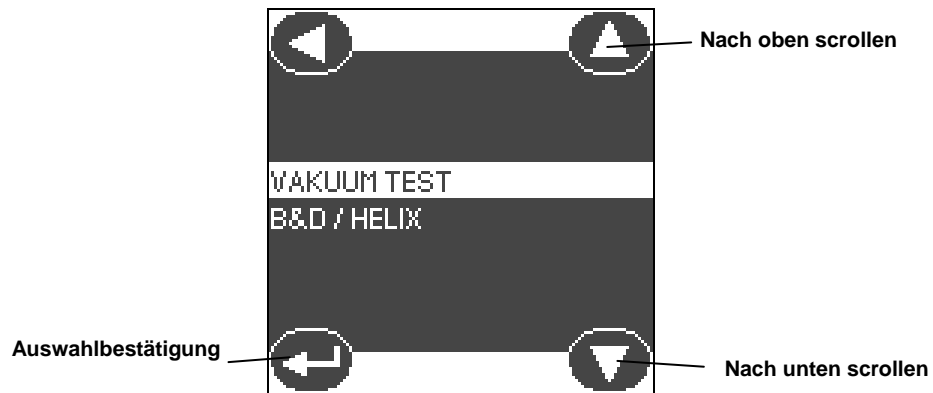 Nach oben scrollen
VAKUUM TEST
B&D / HELIX
Auswahlbestätigung
Nach unten scrollen